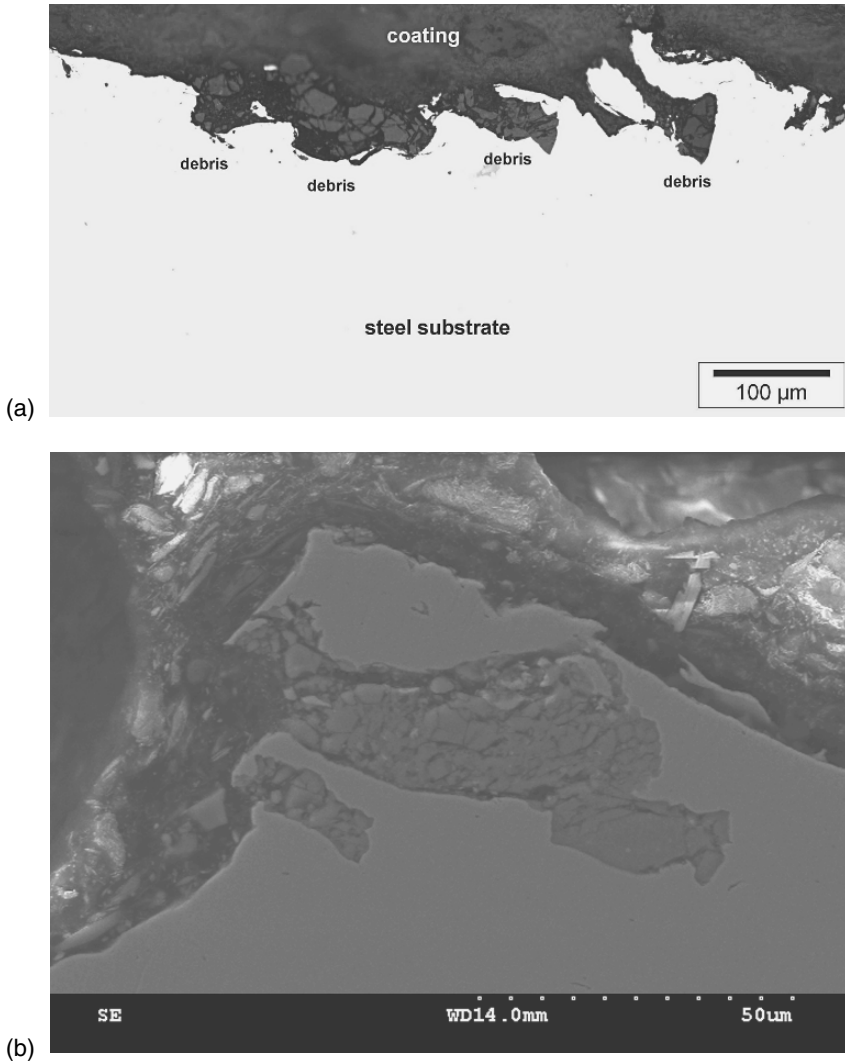 coating
debris
debris
debris
debris
steel substrate
100 µm
(a)
SE WD14.0mm 50um
(b)